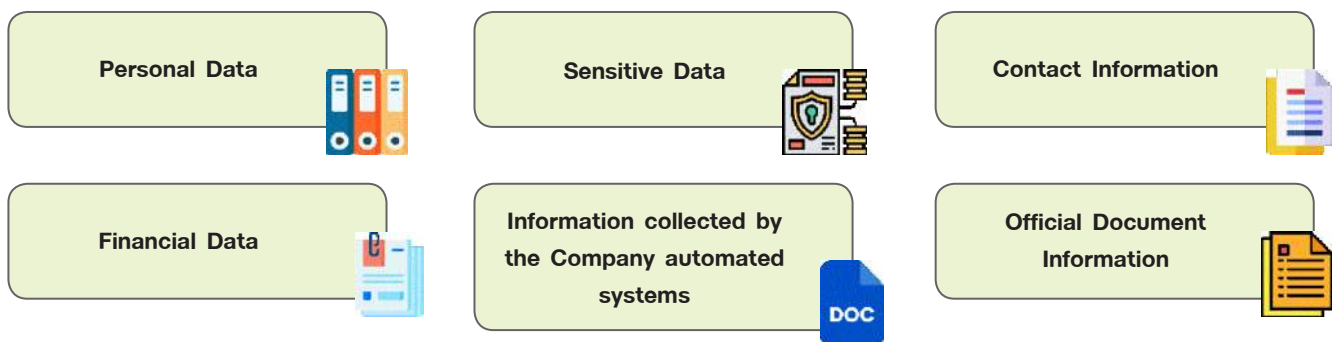 Personal Data
Sensitive Data
Contact Information
Financial Data
Information collected by
the Company automated
systems
DOC
Official Document
Information